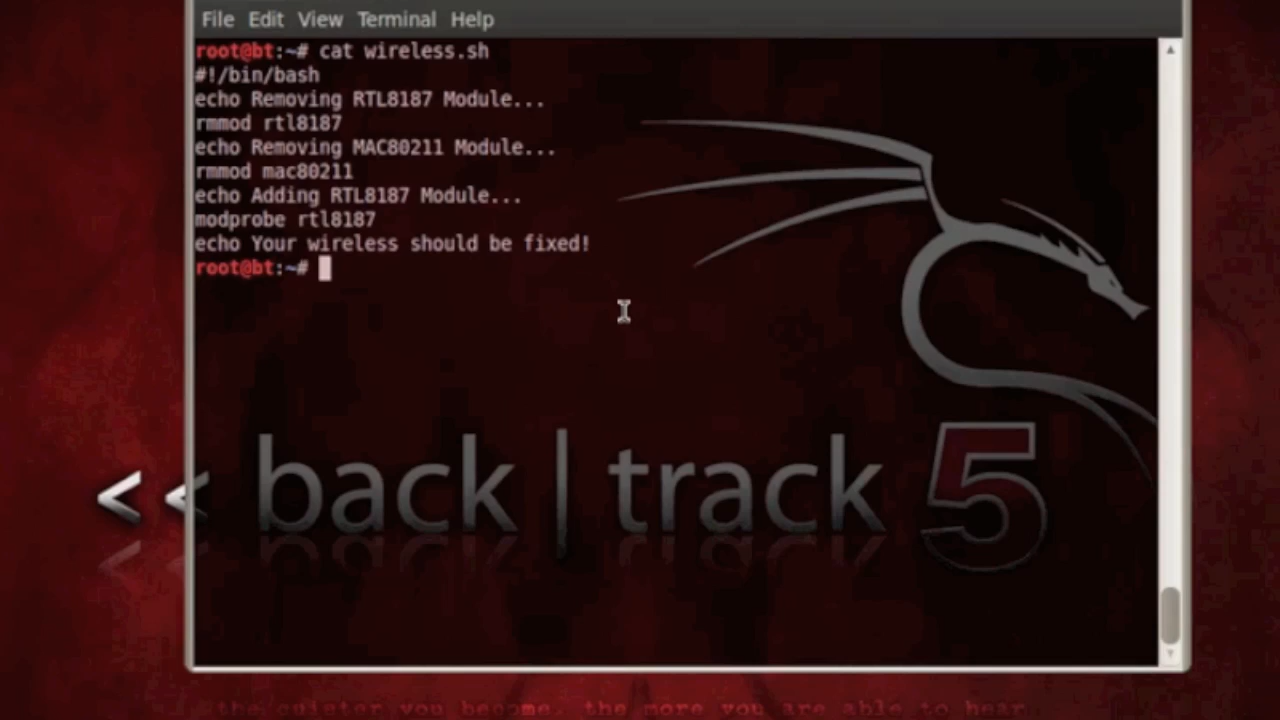 File Edit View Terminal Help
root@bt:~# cat wireless.sh
#!/bin/bash
echo Removing RTL8187 Module...
rmmod rtl8187
echo Removing MAC80211 Module...
rmmod mac80211
echo Adding RTL8187 Module...
modprobe rtl8187
echo Your wireless should be fixed!
root@bt:~#
<< back | track 5
the quieter you become, the more you are able to hear